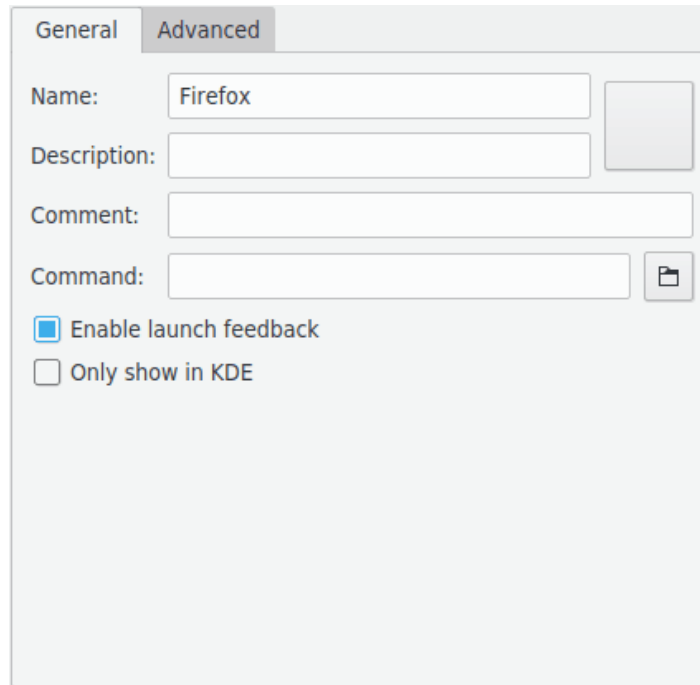 General Advanced
Name: Firefox
Description:
Comment:
Command:
Enable launch feedback
Only show in KDE